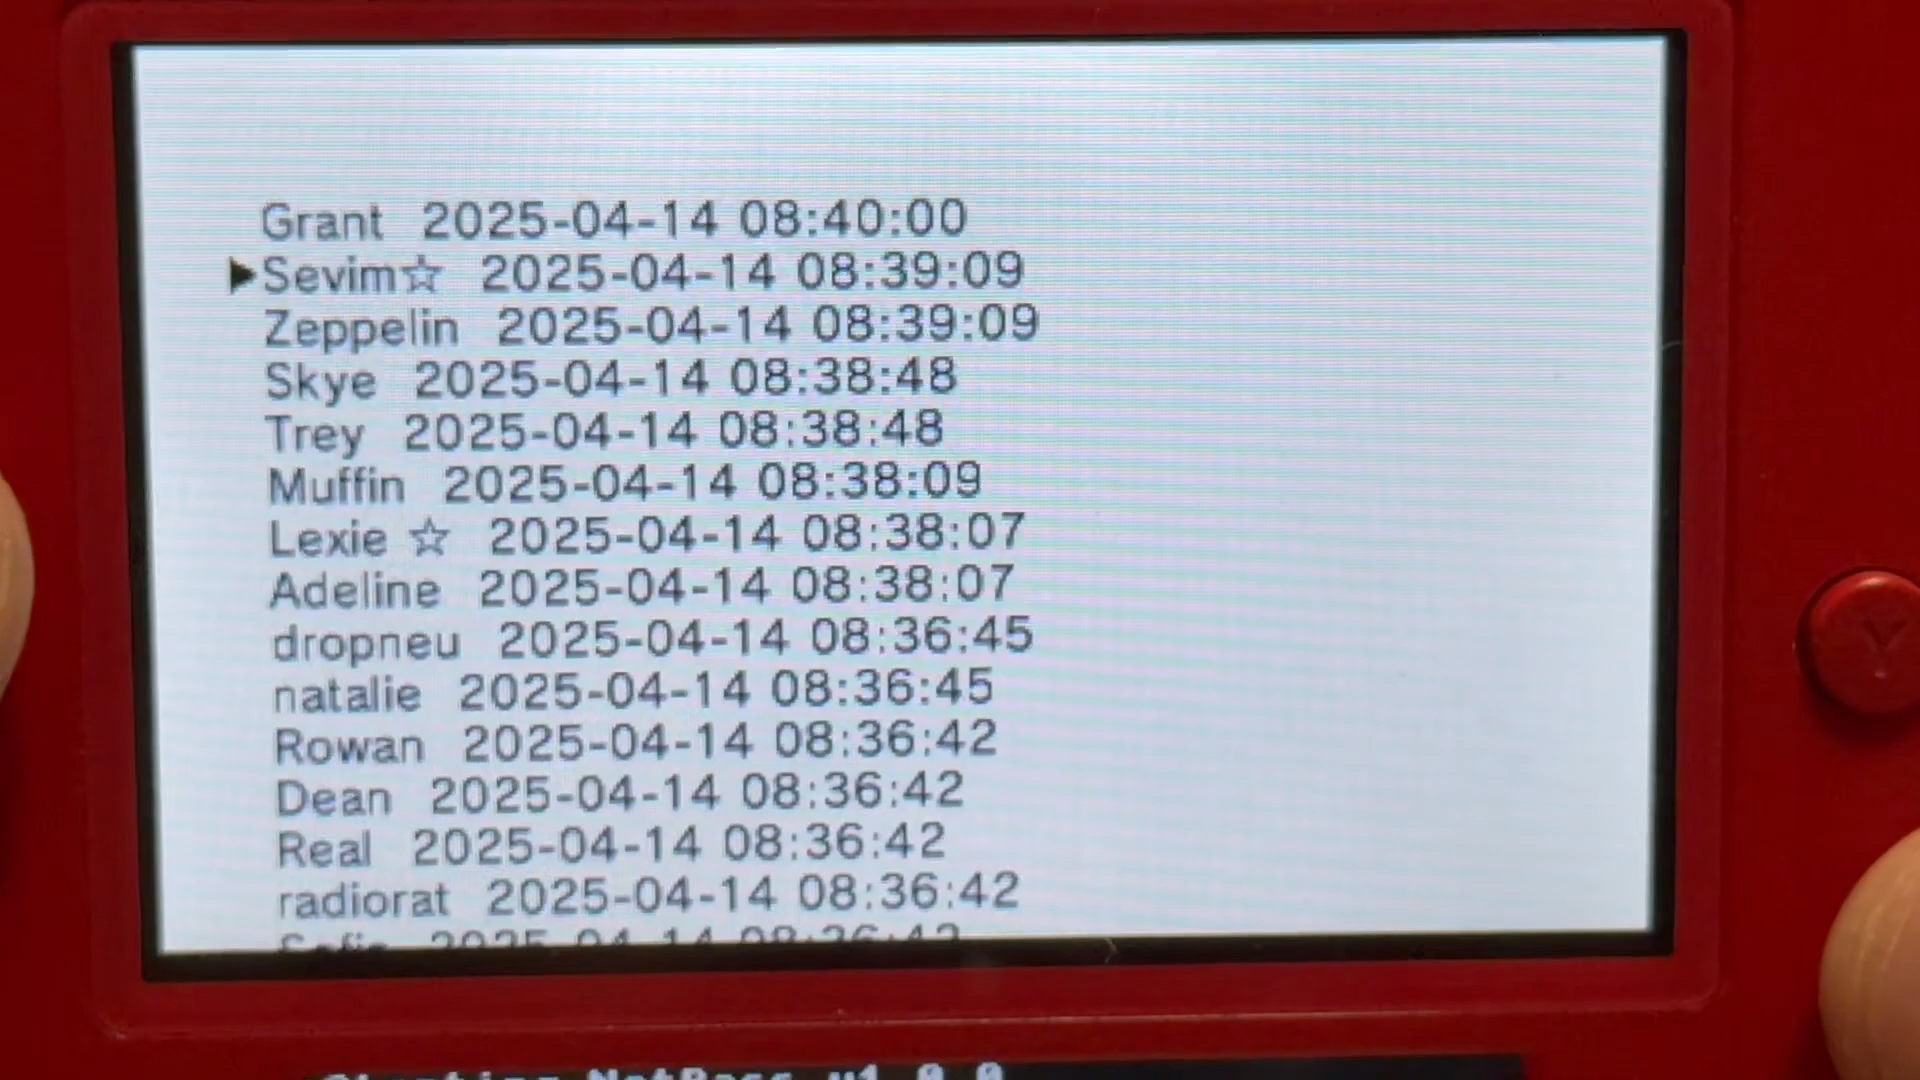 Grant 2025-04-14 08:40:00
▶Sevim☆ 2025-04-14 08:39:09
Zeppelin 2025-04-14 08:39:09
Skye 2025-04-14 08:38:48
Trey 2025-04-14 08:38:48
Muffin 2025-04-14 08:38:09
Lexie ☆ 2025-04-14 08:38:07
Adeline 2025-04-14 08:38:07
dropneu 2025-04-14 08:36:45
natalie 2025-04-14 08:36:45
Rowan 2025-04-14 08:36:42
Dean 2025-04-14 08:36:42
Real 2025-04-14 08:36:42
radiorat 2025-04-14 08:36:42
2025-04-14
Y
NetPass